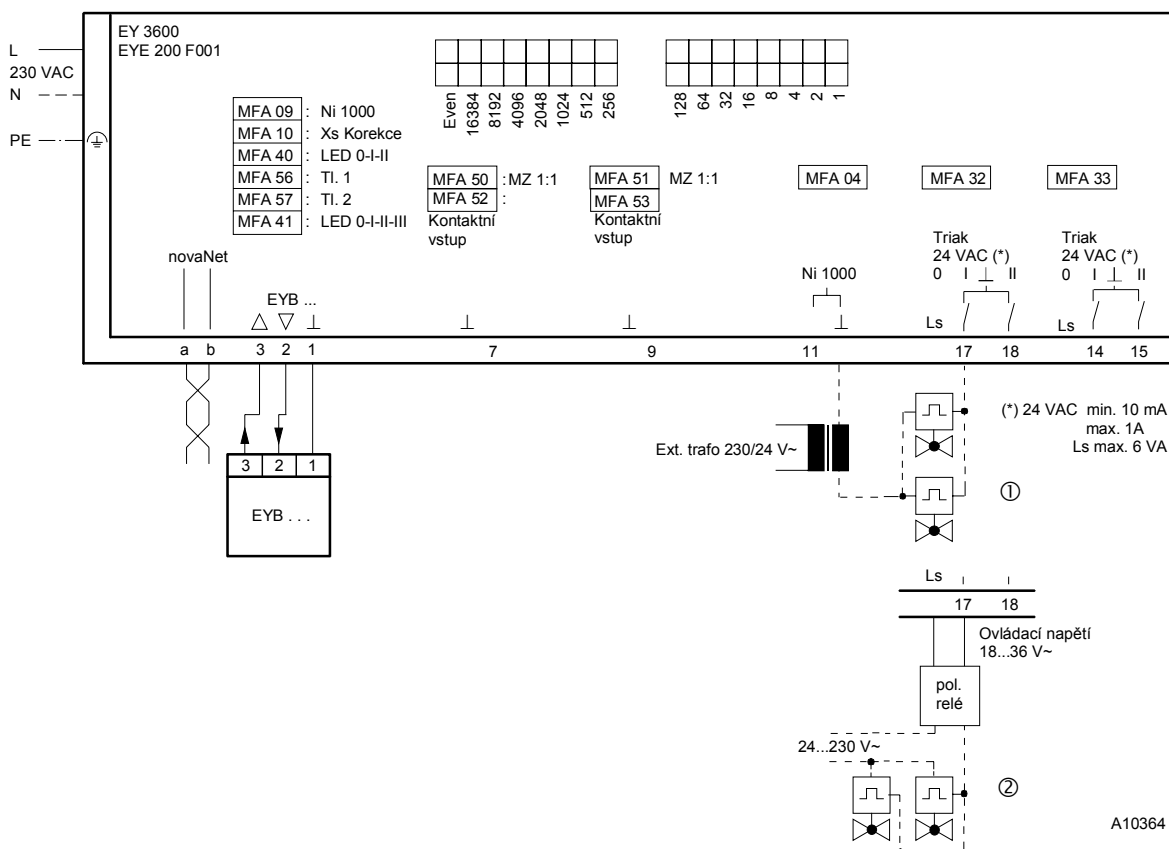 EY 3600
EYE 200 F001
L
230 VAC
N
PE
Even
16384
8192
4096
2048
1024
512
256
128
64
32
16
8
4
2
1
MFA 09 : Ni 1000
MFA 10 : Xs Korekce
MFA 40 : LED 0-I-II
MFA 56 : Tl. 1
MFA 57 : Tl. 2
MFA 41 : LED 0-I-II-III
MFA 50 :MZ 1:1
MFA 52 :
Kontaktní
vstup
MFA 51 MZ 1:1
MFA 53
Kontaktní
vstup
MFA 04
MFA 32
MFA 33
novaNet
EYB ...
Ni 1000
Triak
24 VAC (*)
0 I II
Ls
Triak
24 VAC (*)
0 I II
Ls
a b 3 2 1 7 9 11 17 18 14 15
3 2 1
EYB . . .
Ext. trafo 230/24 V~
(*) 24 VAC min. 10 mA
max. 1A
Ls max. 6 VA
①
Ls
17 18
Ovládací napětí
18...36 V~
pol.
relé
24...230 V~
②
A10364